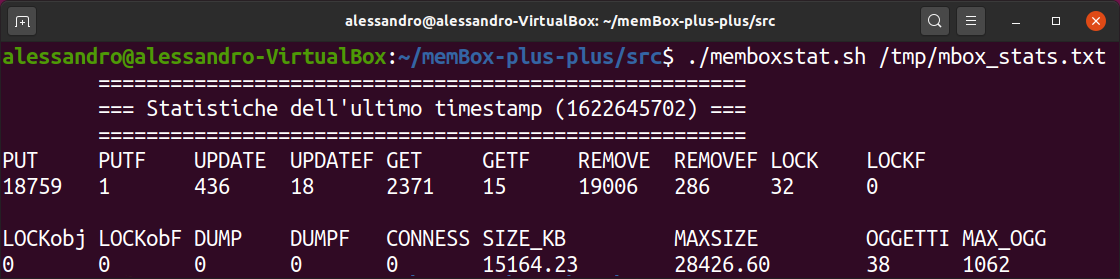 alessandro@alessandro-VirtualBox: ~/memBox-plus-plus/src
alessandro@alessandro-VirtualBox:~/memBox-plus-plus/src$ ./memboxstat.sh /tmp/mbox_stats.txt
======================================================
=== Statistiche dell'ultimo timestamp (1622645702) ===
======================================================
PUT PUTF UPDATE UPDATEF GET GETF REMOVE REMOVEF LOCK LOCKF
18759 1 436 18 2371 15 19006 286 32 0
LOCKobj LOCKobF DUMP DUMPF CONNESS SIZE_KB MAXSIZE OGGETTI MAX_OGG
0 0 0 0 0 15164.23 28426.60 38 1062